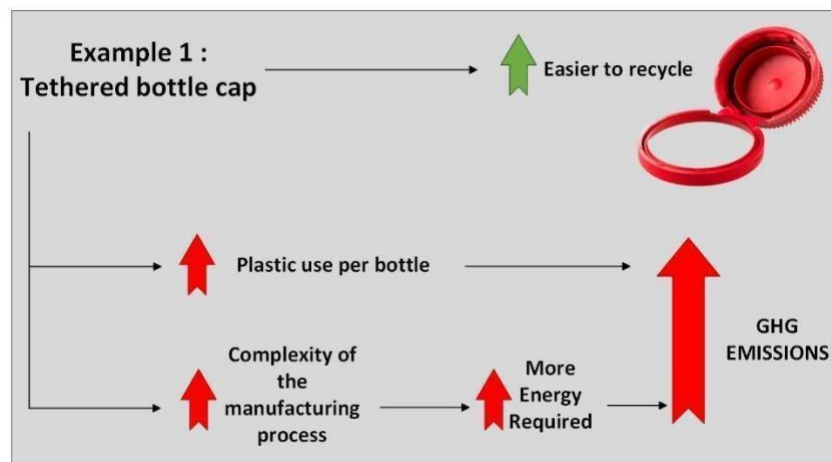 Example 1 :
Tethered bottle cap
Easier to recycle
Plastic use per bottle
GHG
EMISSIONS
Complexity of
the
manufacturing
process
More
Energy
Required